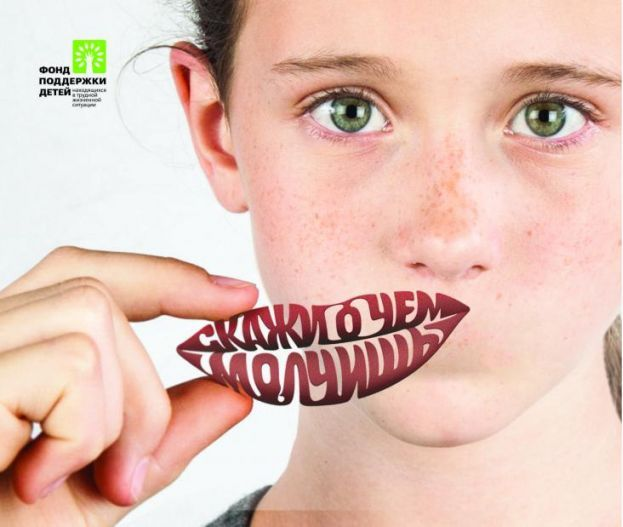 ФОНД
ПОДДЕРЖКИ
ДЕТЕЙ
находящихся
в трудной
жизненной
ситуации
СКАЖИ О ЧЕМ
МОЛЧИШЬ